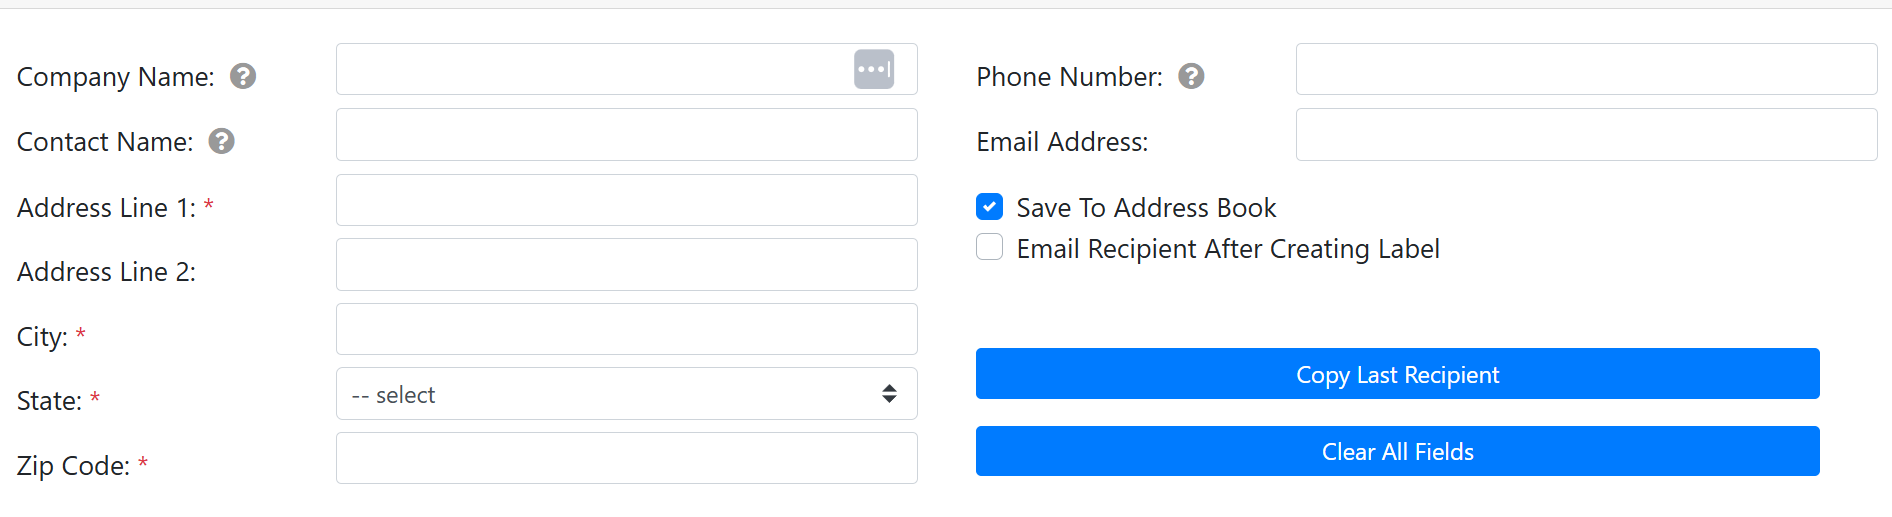 Company Name: ?
Contact Name: ?
Address Line 1: *
Address Line 2:
City: *
State: *
-- select
Zip Code: *
Phone Number: ?
Email Address:
Save To Address Book
Email Recipient After Creating Label
Copy Last Recipient
Clear All Fields